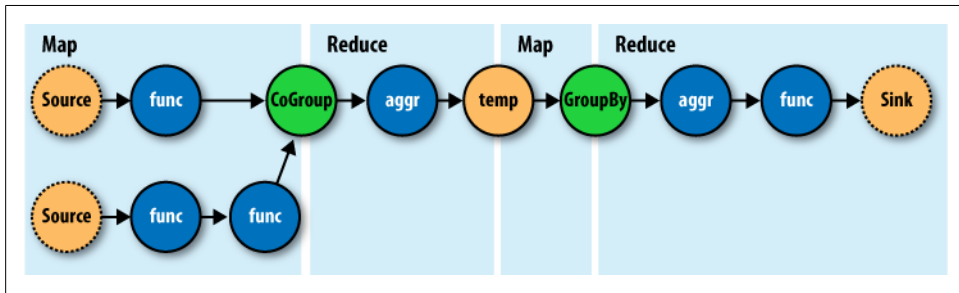 Map Reduce Map Reduce
Source func CoGroup aggr temp GroupBy aggr func Sink
Source func func